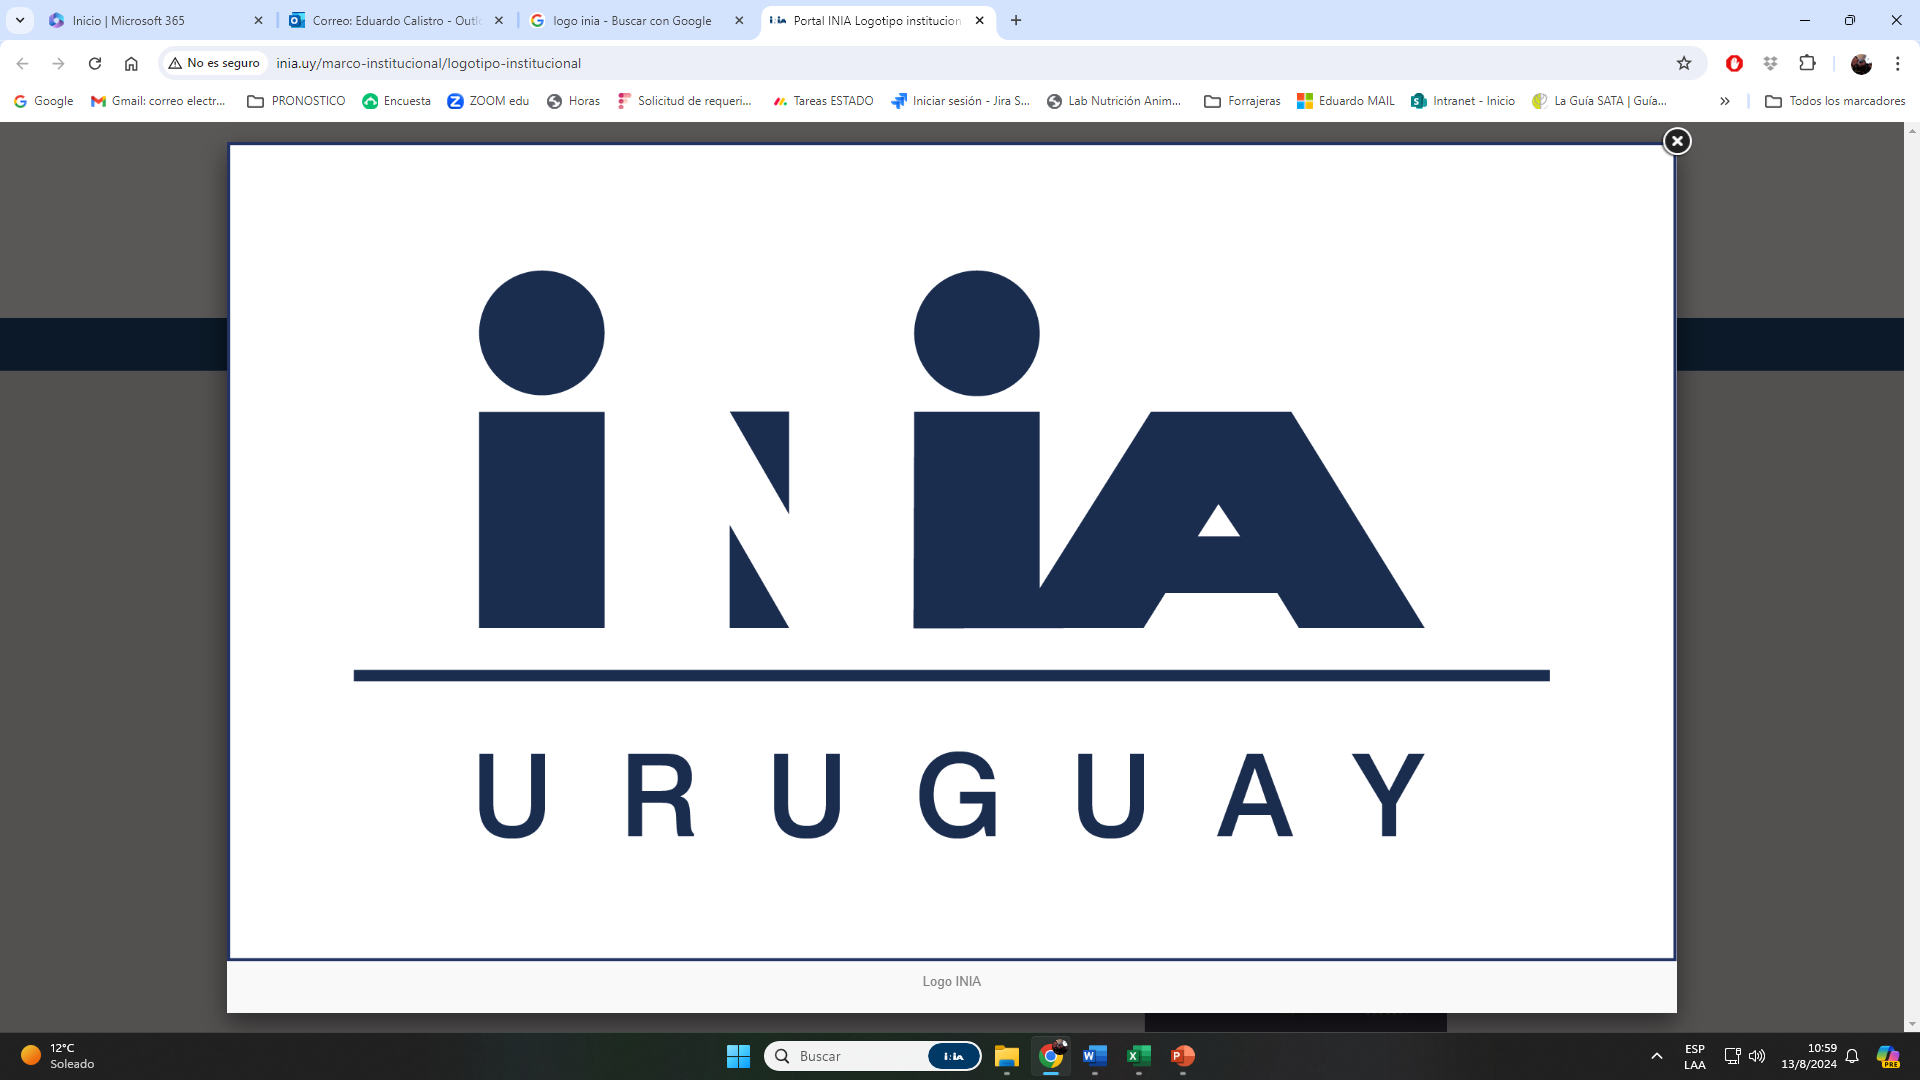 Inicio | Microsoft 365
Correo: Eduardo Calistro - Outl
logo inia - Buscar con Google
Portal INIA Logotipo institucion
No es seguro
inia.uy/marco-institucional/logotipo-institucional
Google
Gmail: correo electr...
PRONOSTICO
Encuesta
ZOOM edu
Horas
Solicitud de requeri...
Tareas ESTADO
Iniciar sesión - Jira S...
Lab Nutrición Anim...
Forrajeras
Eduardo MAIL
Intranet - Inicio
La Guía SATA | Guía...
Todos los marcadores
iNiA
URUGUAY
Logo INIA
12°C
Soleado
Buscar
iNiA
ESP
LAA
10:59
13/8/2024
PRE